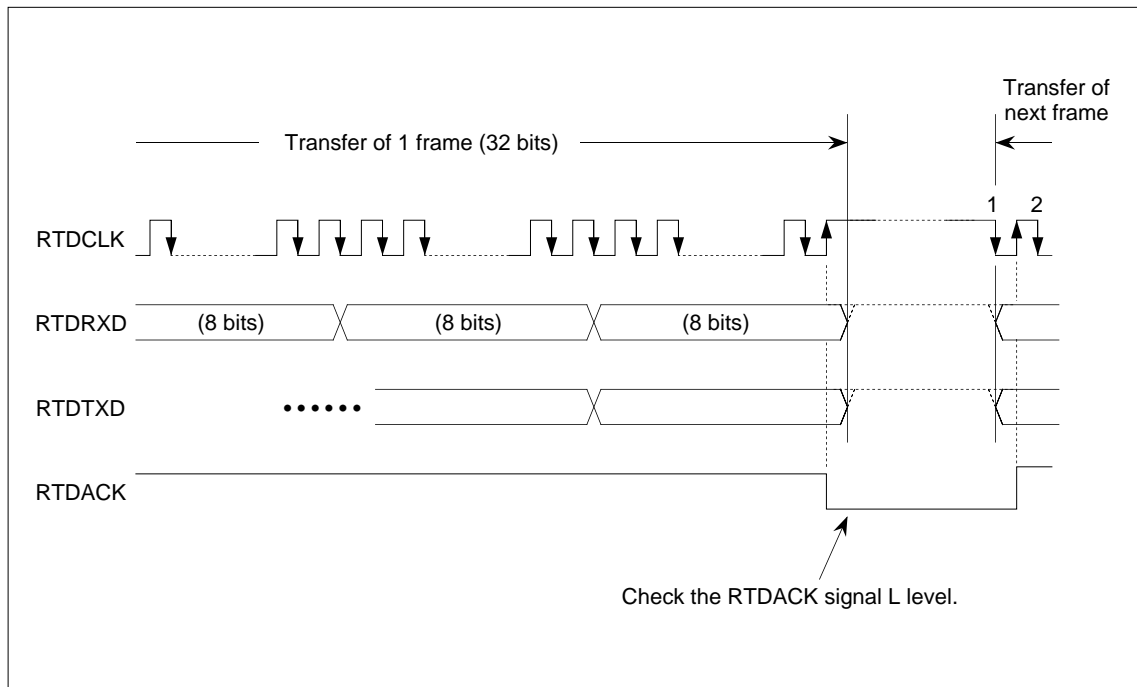 Transfer of
next frame
Transfer of 1 frame (32 bits)
1 2
RTDCLK
RTDRXD (8 bits) (8 bits) (8 bits)
RTDTXD
RTDACK
Check the RTDACK signal L level.